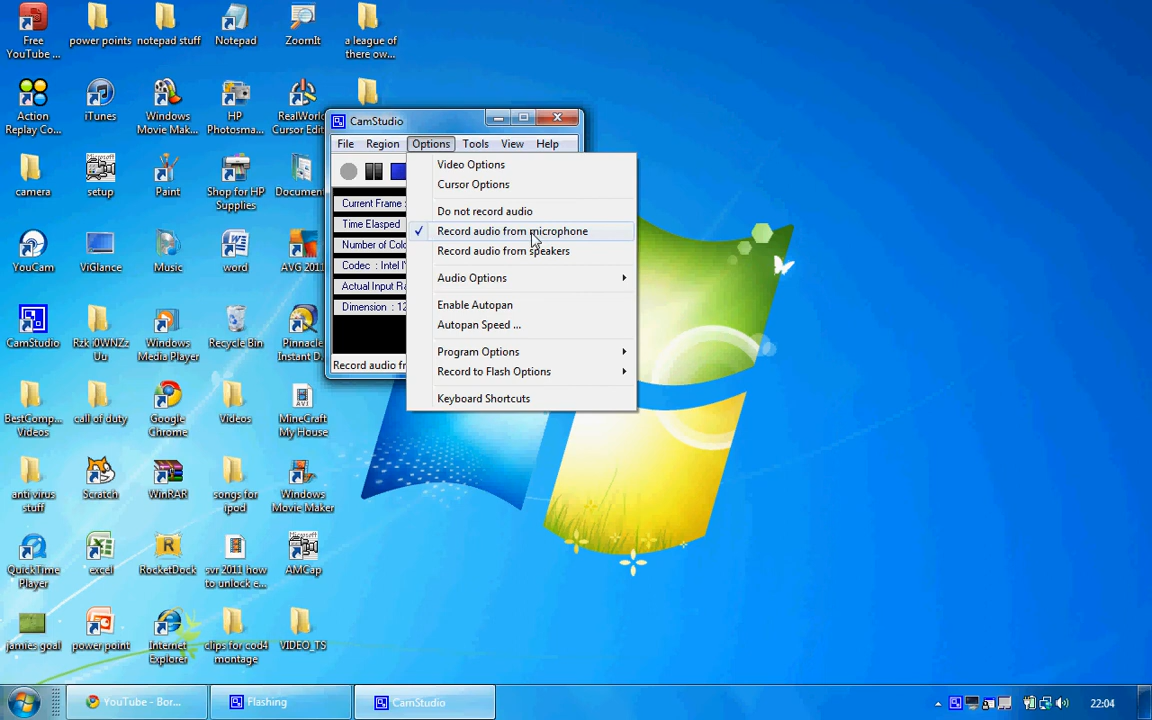 Free
YouTube ...
power points
notepad stuff
Notepad
ZoomIt
a league of
there ow...
Action
Replay Co...
iTunes
Windows
Movie Mak...
HP
Photosma...
RealWorld
Cursor Edit
camera
setup
Paint
Shop for HP
Supplies
Document
YouCam
ViGlance
Music
word
AVG 2011
CamStudio
Rzk i0WNZz
Uu
Windows
Media Player
Recycle Bin
Pinnacle
Instant D...
BestComp...
Videos
call of duty
Google
Chrome
Videos
MineCraft
My House
anti virus
stuff
Scratch
WinRAR
songs for
ipod
Windows
Movie Maker
QuickTime
Player
excel
RocketDock
svr 2011 how
to unlock e...
AMCap
jamies goal
power point
Internet
Explorer
clips for cod4
montage
VIDEO_TS
CamStudio
File Region Options Tools View Help
Current Frame :
Time Elasped
Number of Colo
Codec : Intel I
Actual Input Ra
Dimension : 12
Record audio fr
Video Options
Cursor Options
Do not record audio
Record audio from microphone
Record audio from speakers
Audio Options
Enable Autopan
Autopan Speed ...
Program Options
Record to Flash Options
Keyboard Shortcuts
YouTube - Bor...
Flashing
CamStudio
22:04